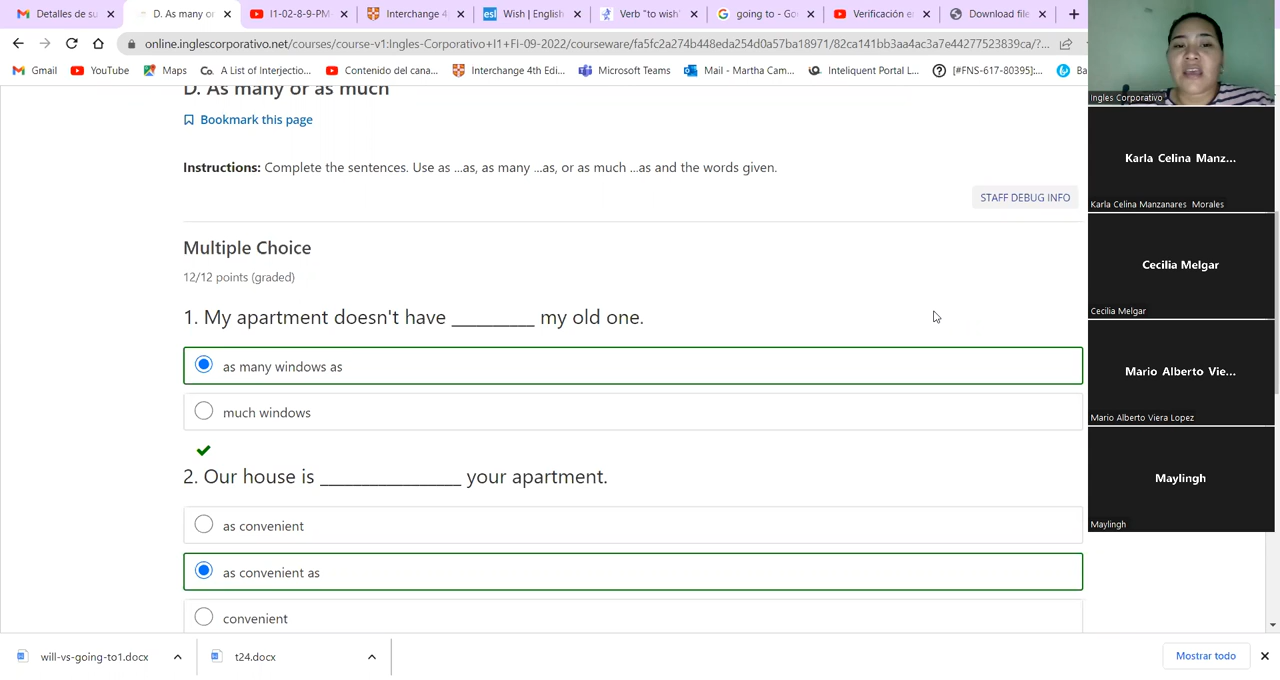 Detalles de su
D. As many or
I1-02-8-9-PM-
Interchange 4
Wish | English
Verb "to wish'
going to - Go
Verificación e
Download file
online.inglescorporativo.net/courses/course-v1:Ingles-Corporativo+I1+FI-09-2022/courseware/fa5fc2a274b448eda254d0a57ba18971/82ca141bb3aa4c3a7e44277523839ca/?...
Gmail
YouTube
Maps
A List of Interjectio...
Contenido del cana...
Interchange 4th Edi...
Microsoft Teams
Mail - Martha Cam...
Inteliquent Portal L...
[#FNS-617-80395]:...
Ba
D. As many or as much
Bookmark this page
Instructions: Complete the sentences. Use as ...as, as many ...as, or as much ...as and the words given.
STAFF DEBUG INFO
Multiple Choice
12/12 points (graded)
1. My apartment doesn't have __________ my old one.
as many windows as
much windows
2. Our house is _________________ your apartment.
as convenient
as convenient as
convenient
Ingles Corporativo
Karla Celina Manz...
Karla Celina Manzanares Morales
Cecilia Melgar
Cecilia Melgar
Mario Alberto Vie...
Mario Alberto Viera Lopez
Maylingh
Maylingh
will-vs-going-to1.docx
t24.docx
Mostrar todo